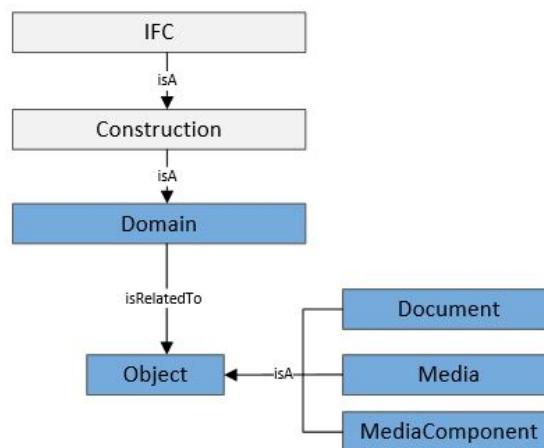 IFC
isA
Construction
isA
Domain
isRelatedTo
Document
Object
isA
Media
MediaComponent